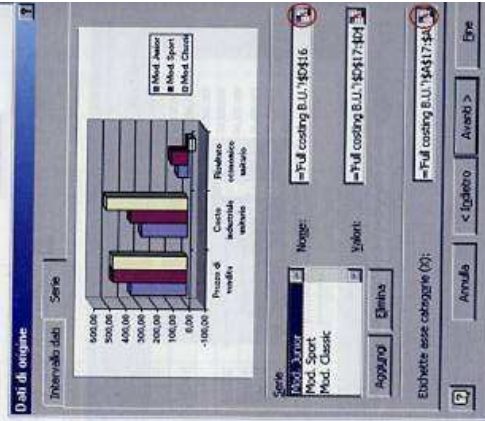 Dati di origine
Intervallo dati
Serie
600,00
500,00
400,00
300,00
200,00
100,00
0,00
-100,00
Prezzo di vendita
Costo industriale unitario
Risultato economico unitario
Mod. Junior
Mod. Sport
Mod. Classic
Serie
Mod. Junior
Mod. Sport
Mod. Classic
Aggiungi
Elimina
Nome:
='Full costing B.U.'!$D$16
Valori:
='Full costing B.U.'!$D$17:$D$
Etichette asse categorie (X):
='Full costing B.U.'!$A$17:$A
?
Annulla
< Indietro
Avanti >
Fine